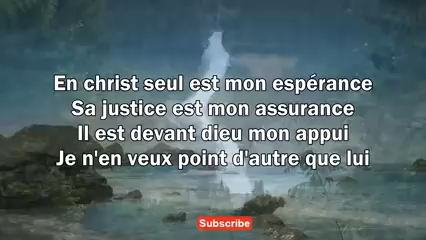 En christ seul est mon espérance
Sa justice est mon assurance
Il est devant dieu mon appui
Je n'en veux point d'autre que lui
Subscribe